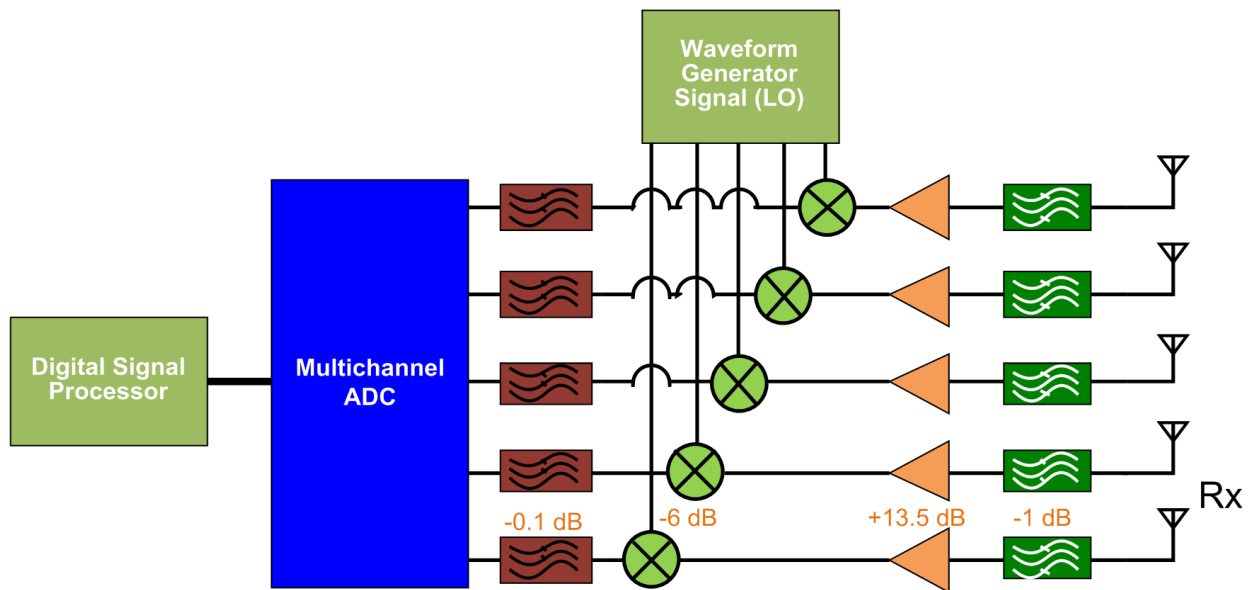 Waveform
Generator
Signal (LO)
Digital Signal
Processor
Multichannel
ADC
-0.1 dB
-6 dB
+13.5 dB
-1 dB
Rx